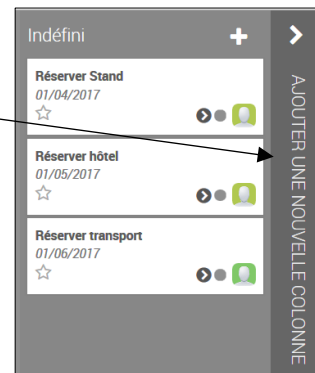 Indéfini
Réserver Stand
01/04/2017
Réserver hôtel
01/05/2017
Réserver transport
01/06/2017
AJOUTER UNE NOUVELLE COLONNE